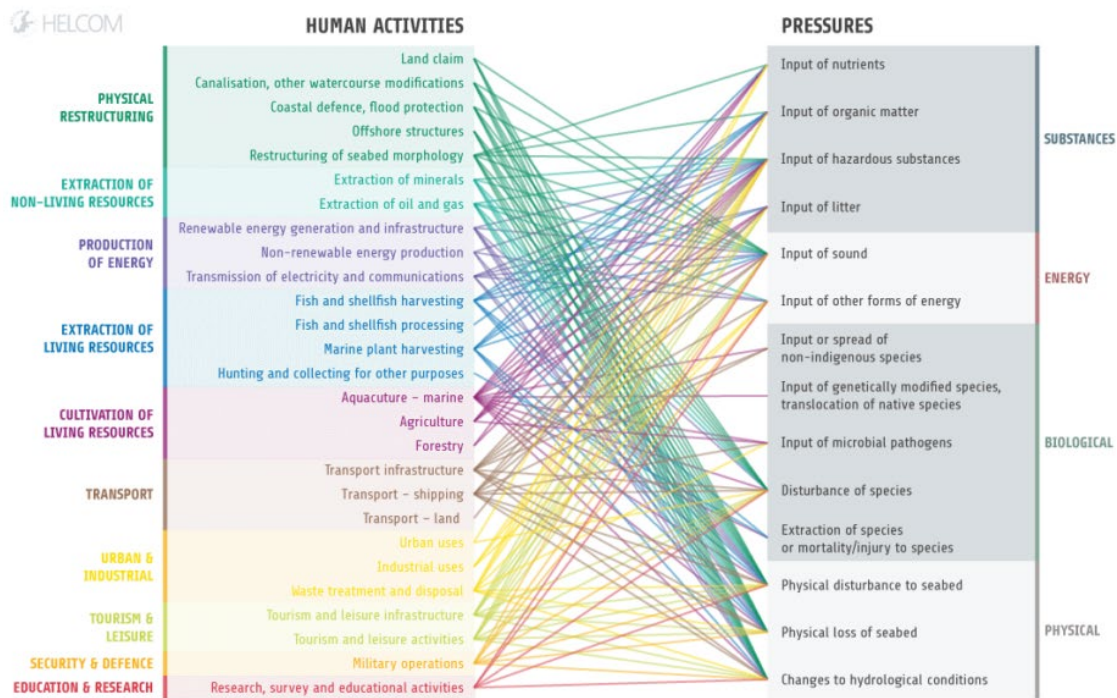 HELCOM
HUMAN ACTIVITIES
PHYSICAL
RESTRUCTURING
Land claim
Canalisation, other watercourse modifications
Coastal defence, flood protection
Offshore structures
Restructuring of seabed morphology
EXTRACTION OF
NON-LIVING RESOURCES
Extraction of minerals
Extraction of oil and gas
PRODUCTION
OF ENERGY
Renewable energy generation and infrastructure
Non-renewable energy production
Transmission of electricity and communications
EXTRACTION OF
LIVING RESOURCES
Fish and shellfish harvesting
Fish and shellfish processing
Marine plant harvesting
Hunting and collecting for other purposes
CULTIVATION OF
LIVING RESOURCES
Aquacuture – marine
Agriculture
Forestry
TRANSPORT
Transport infrastructure
Transport – shipping
Transport – land
URBAN &
INDUSTRIAL
Urban uses
Industrial uses
Waste treatment and disposal
TOURISM &
LEISURE
Tourism and leisure infrastructure
Tourism and leisure activities
SECURITY & DEFENCE
Military operations
EDUCATION & RESEARCH
Research, survey and educational activities
PRESSURES
Input of nutrients
Input of organic matter
Input of hazardous substances
Input of litter
SUBSTANCES
Input of sound
Input of other forms of energy
ENERGY
Input or spread of
non-indigenous species
Input of genetically modified species,
translocation of native species
Input of microbial pathogens
Disturbance of species
Extraction of species
or mortality/injury to species
BIOLOGICAL
Physical disturbance to seabed
Physical loss of seabed
Changes to hydrological conditions
PHYSICAL